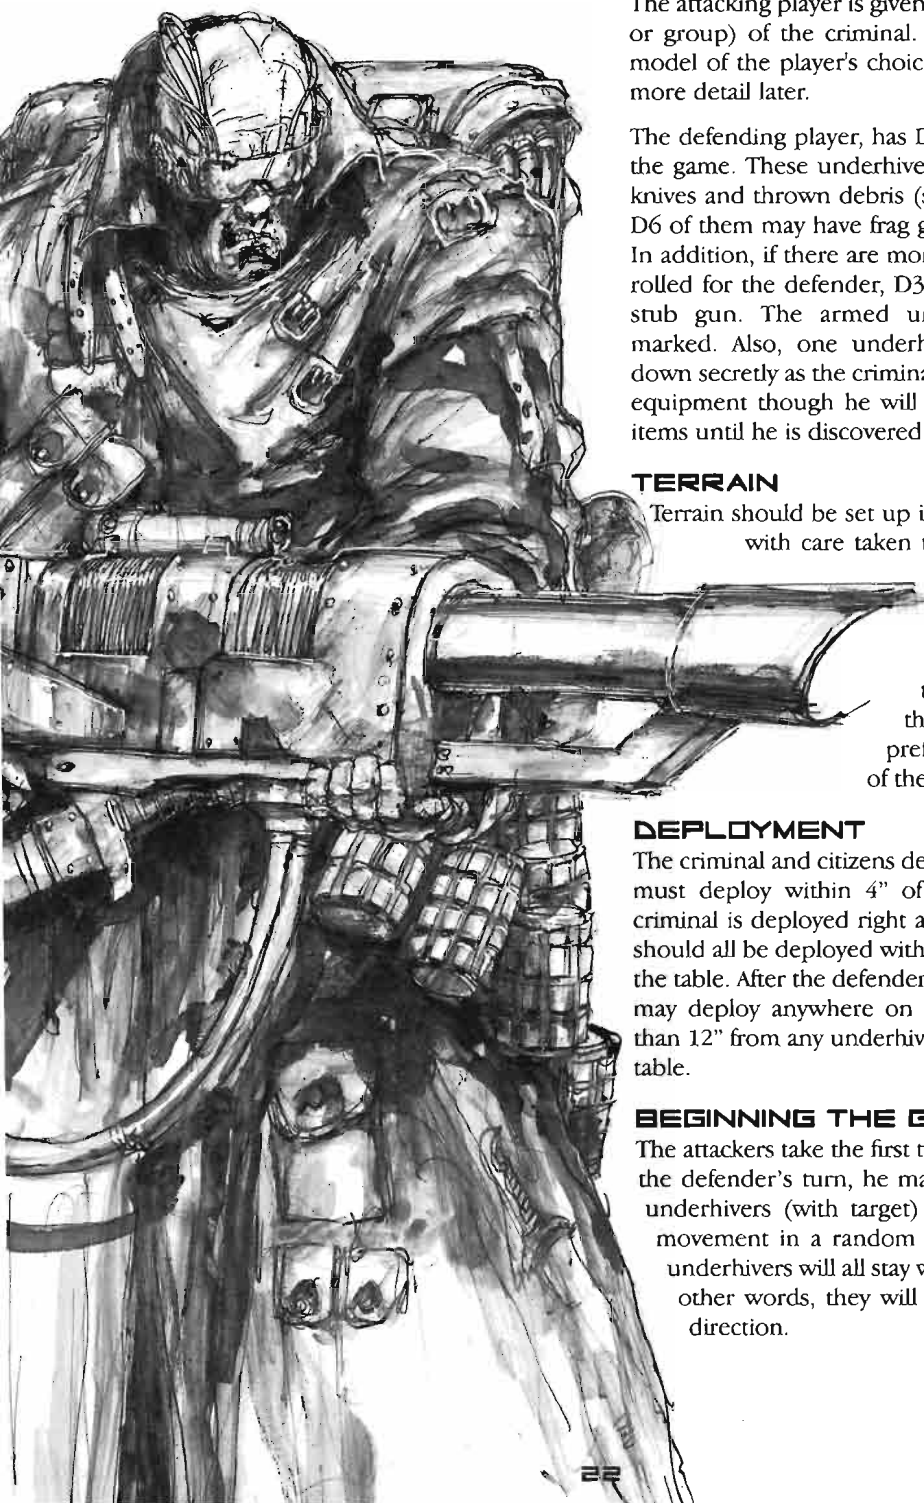 The attacking player is given
or group) of the criminal.
model of the player's choic
more detail later.
The defending player, has D
the game. These underhive
knives and thrown debris (s
D6 of them may have frag g
In addition, if there are mo
rolled for the defender, D3
stub gun. The armed u
marked. Also, one underh
down secretly as the crimina
equipment though he will
items until he is discovered
TERRAIN
Terrain should be set up i
with care taken t
th
pref
of the
DEPLOYMENT
The criminal and citizens de
must deploy within 4” of
criminal is deployed right a
should all be deployed with
the table. After the defender
may deploy anywhere on
than 12” from any underhiv
table.
BEGINNING THE G
The attackers take the first t
the defender's turn, he ma
underhivers (with target)
movement in a random
underhivers will all stay w
other words, they will
direction.
22